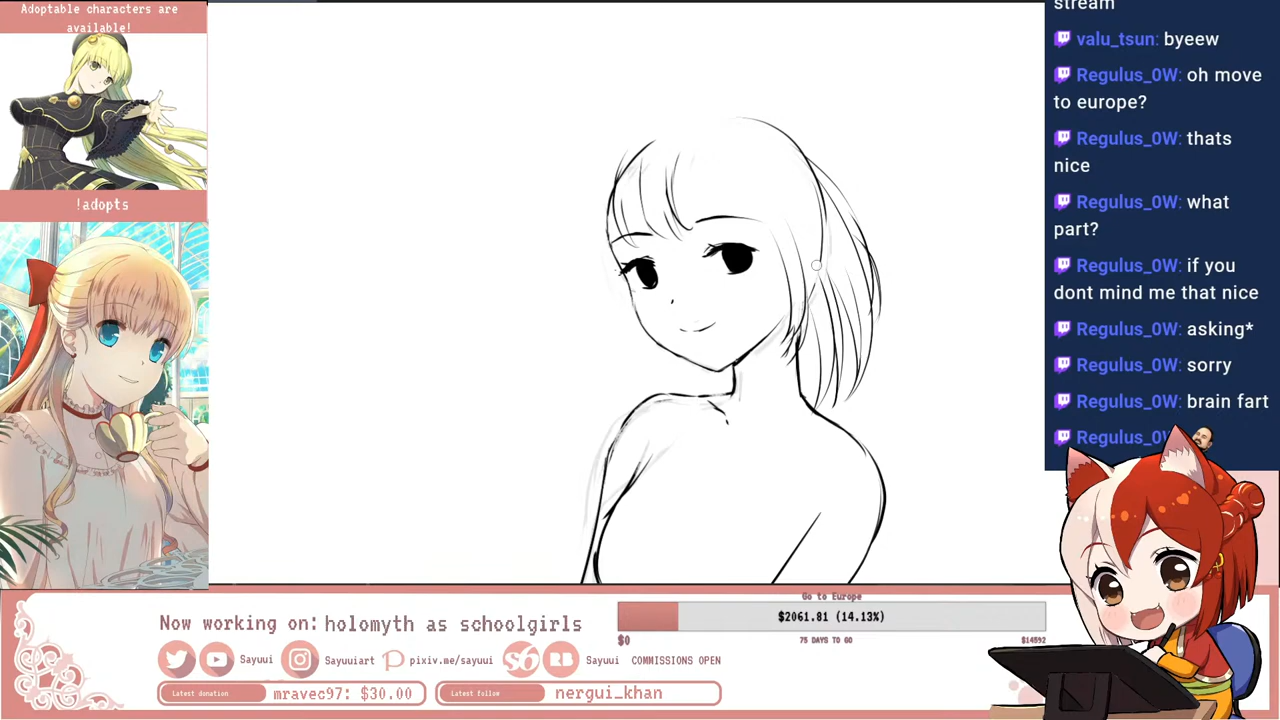 Adoptable characters are
available!
!adopts
stream
valu_tsun: byeew
Regulus_0W: oh move
to europe?
Regulus_0W: thats
nice
Regulus_0W: what
part?
Regulus_0W: if you
dont mind me that nice
Regulus_0W: asking*
Regulus_0W: sorry
Regulus_0W: brain fart
Now working on: holomyth as schoolgirls
Go to Europe
$2061.81 (14.13%)
$0
75 DAYS TO GO
$14592
Sayuui
Sayuuiart
pixiv.me/sayuui
S6
RB
Sayuui
COMMISSIONS OPEN
Latest donation
mravec97: $30.00
Latest follow
nergui_khan